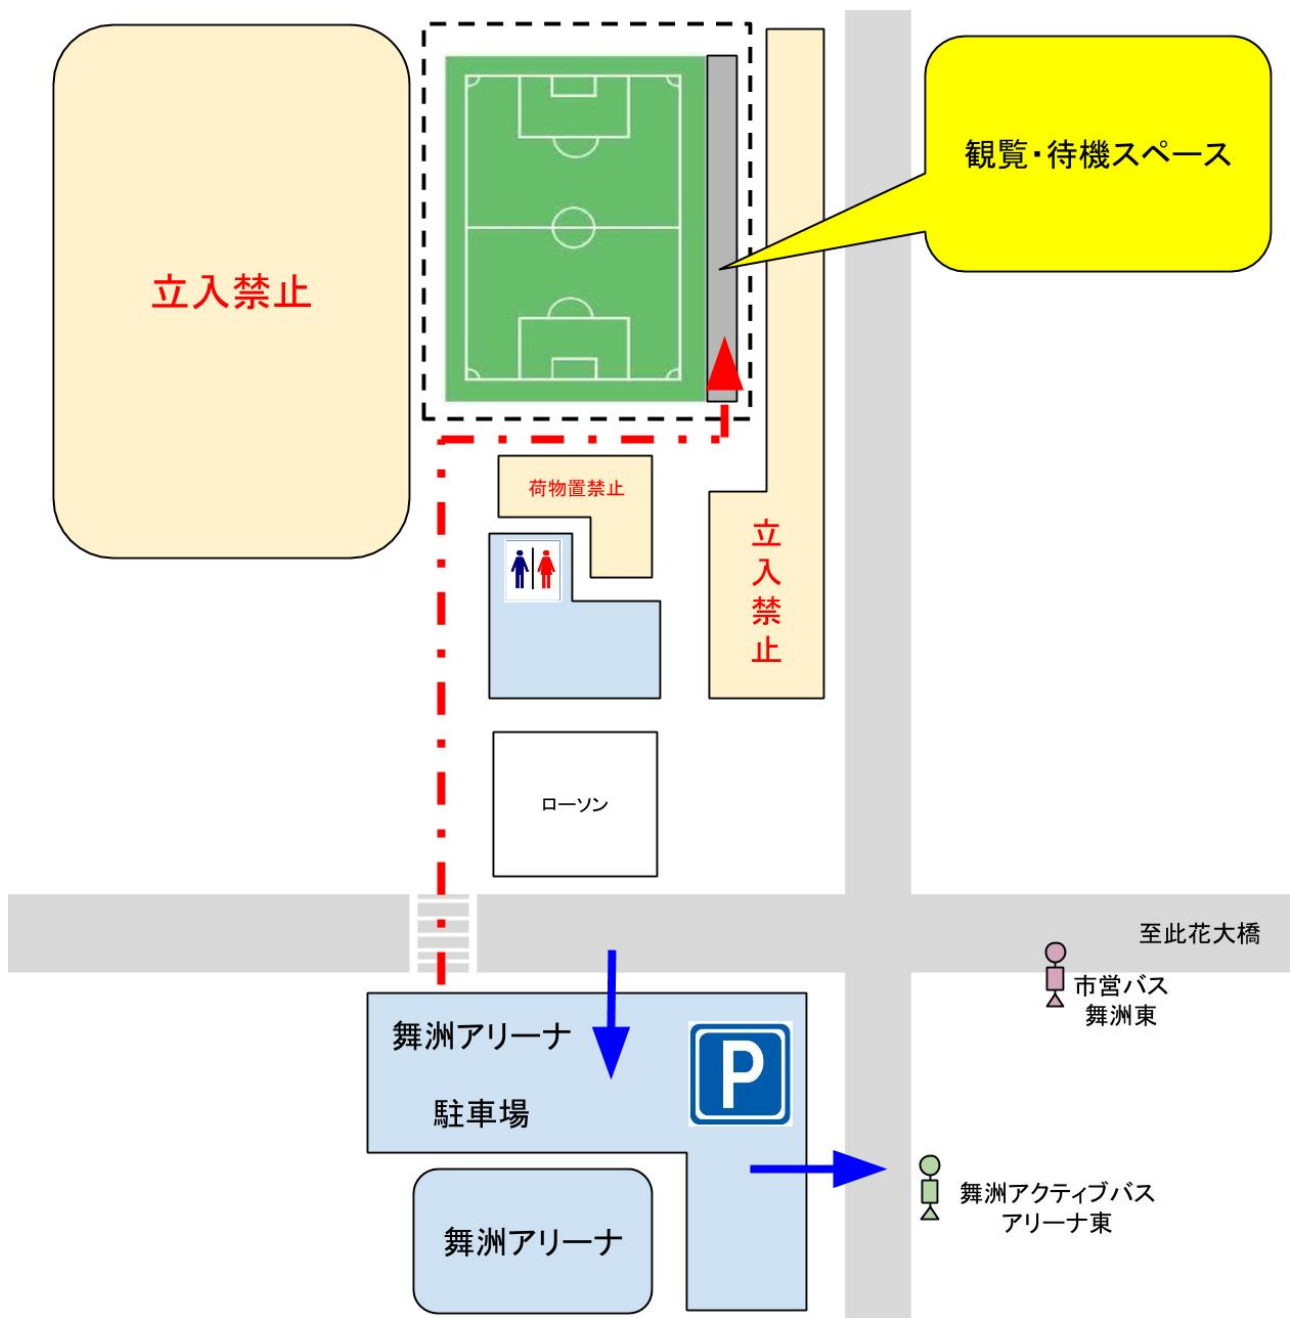 観覧・待機スペース
立入禁止
荷物置禁止
立入禁止
ローソン
至此花大橋
市営バス
舞洲東
舞洲アリーナ
駐車場
P
舞洲アクティブバス
アリーナ東
舞洲アリーナ